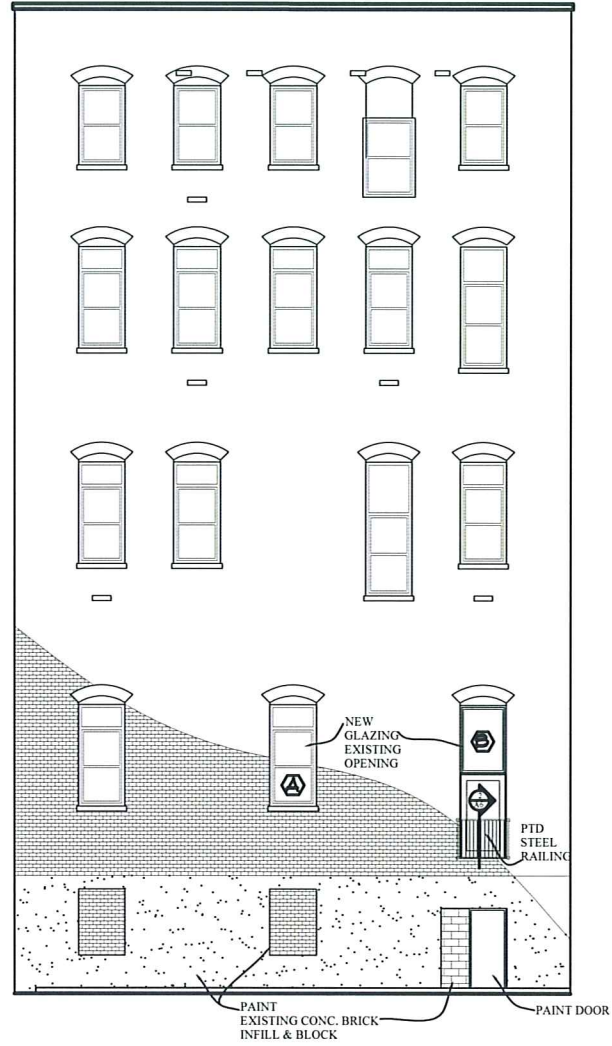 NEW
GLAZING
EXISTING
OPENING
B
A
PTD
STEEL
RAILING
PAINT
EXISTING CONC. BRICK
INFILL & BLOCK
PAINT DOOR